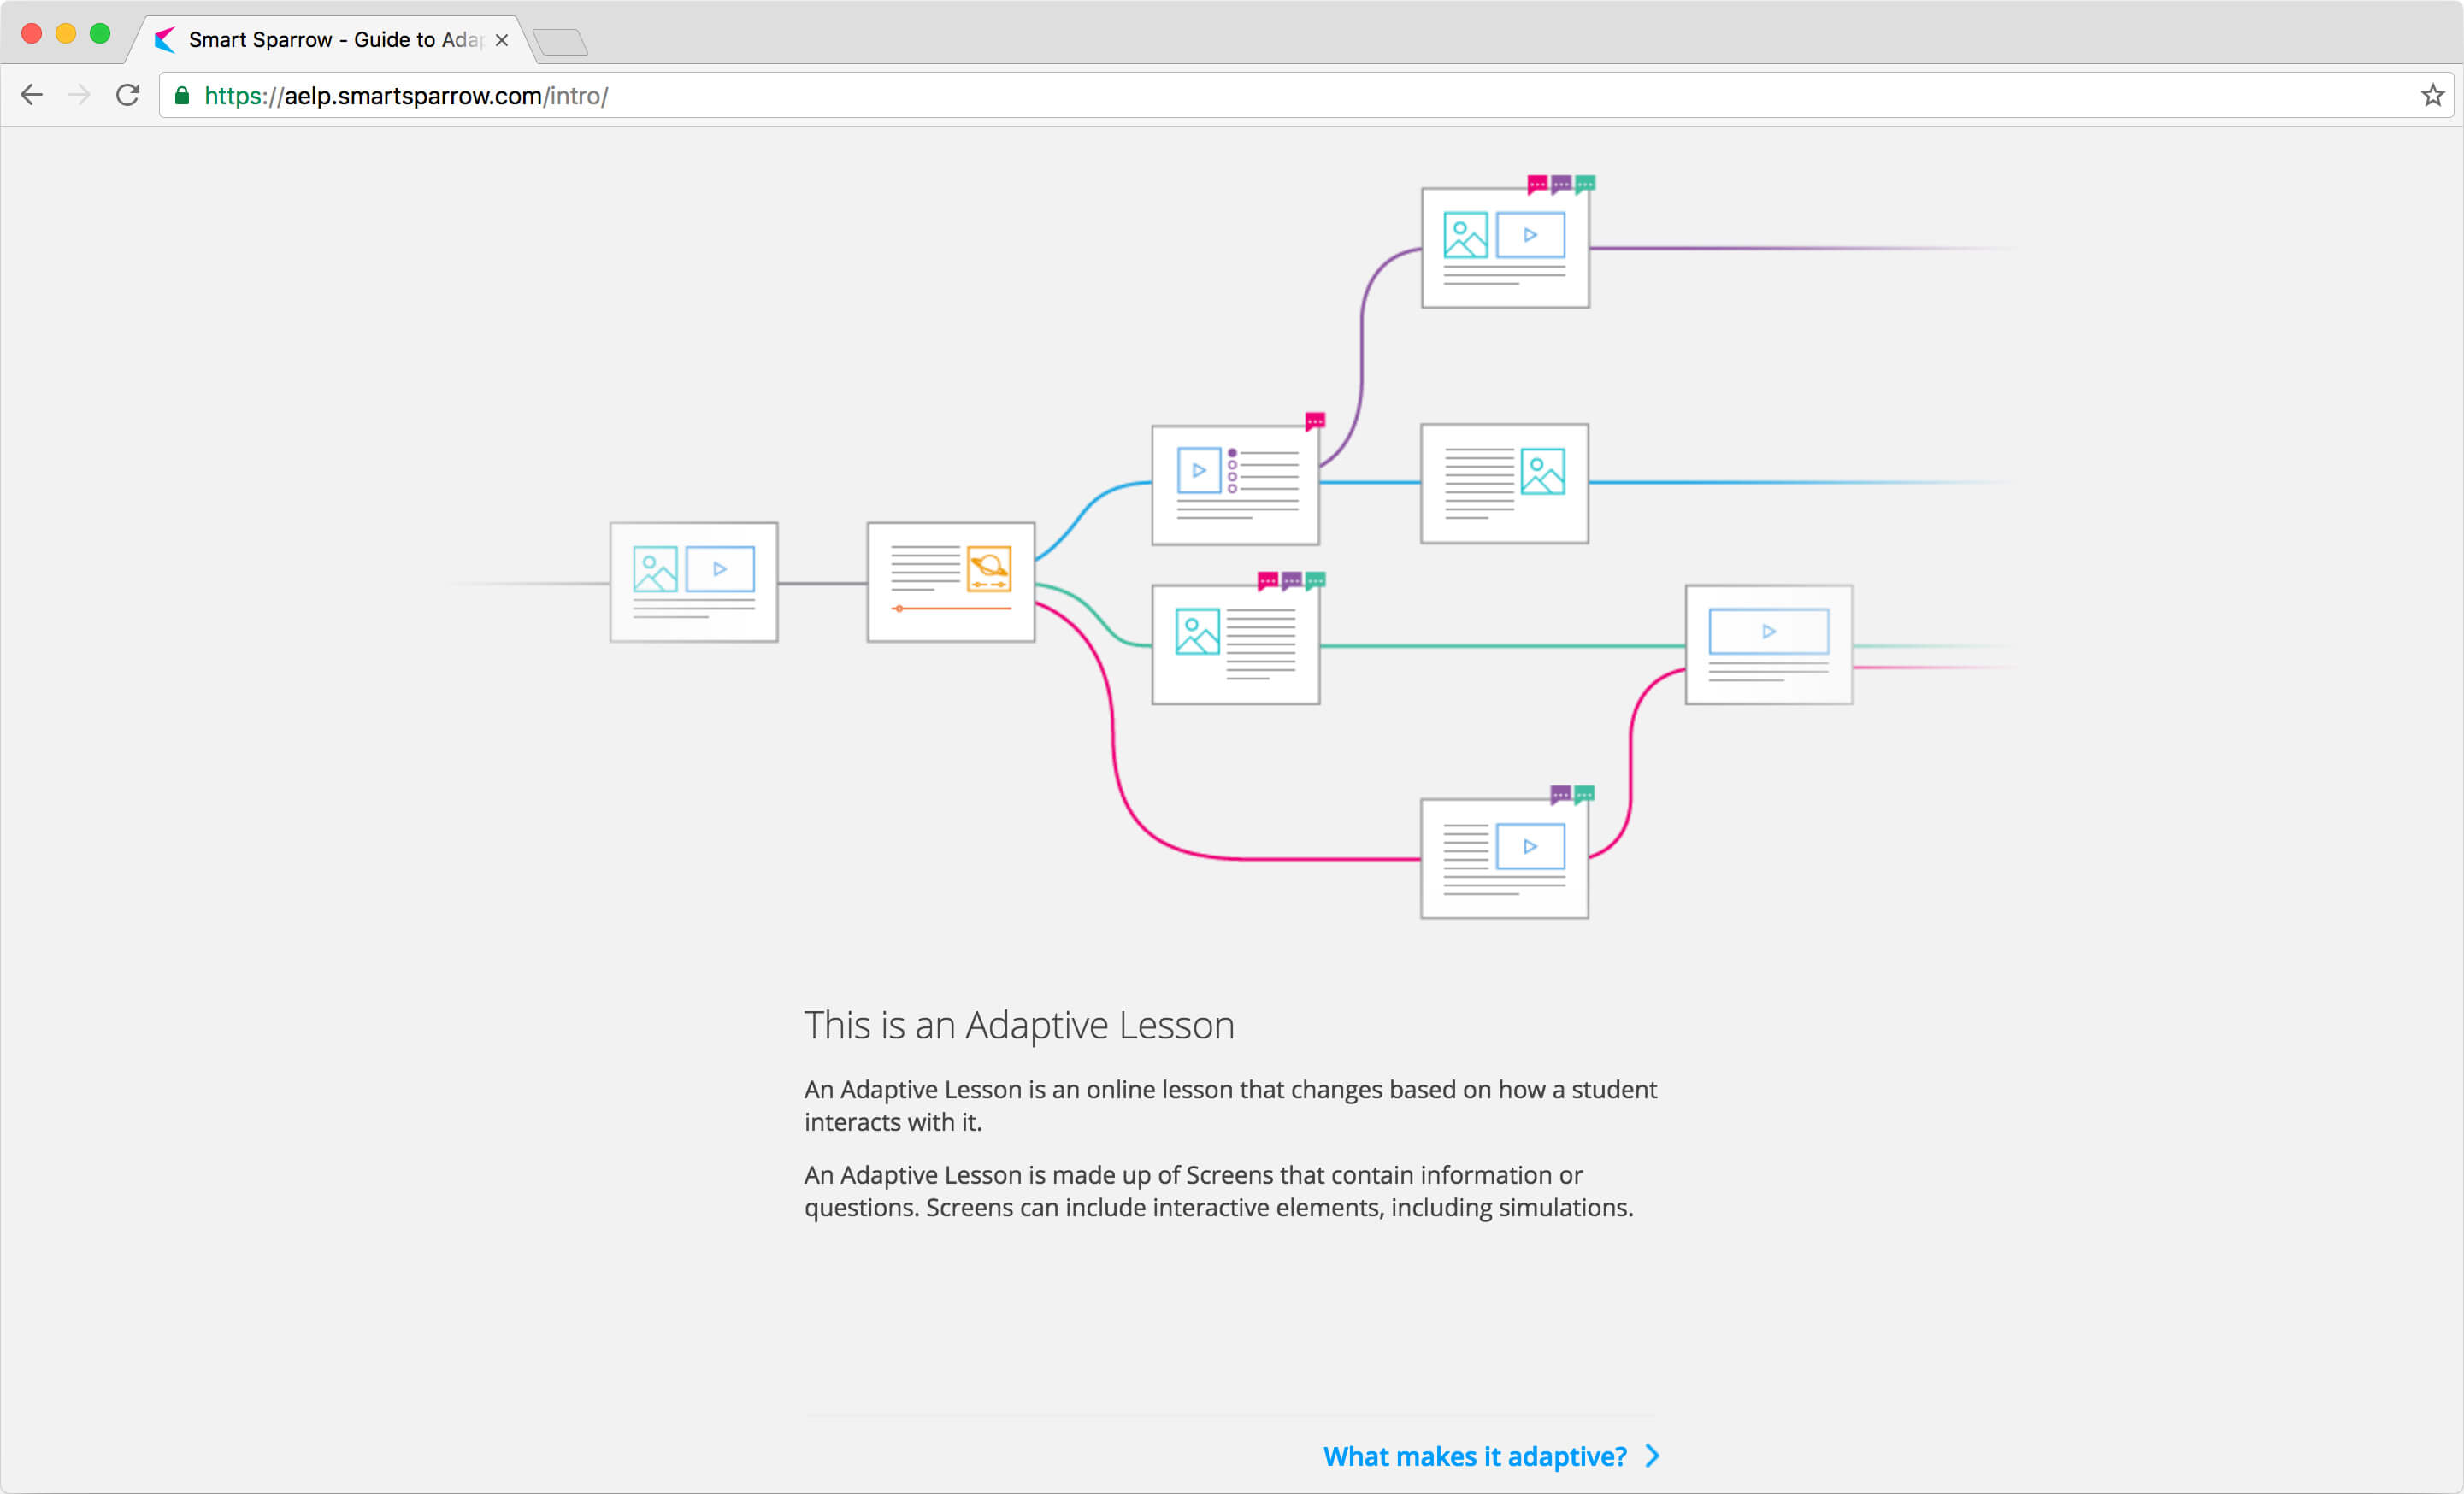 Smart Sparrow - Guide to Adap
https://aelp.smartsparrow.com/intro/
This is an Adaptive Lesson
An Adaptive Lesson is an online lesson that changes based on how a student
interacts with it.
An Adaptive Lesson is made up of Screens that contain information or
questions. Screens can include interactive elements, including simulations.
What makes it adaptive?